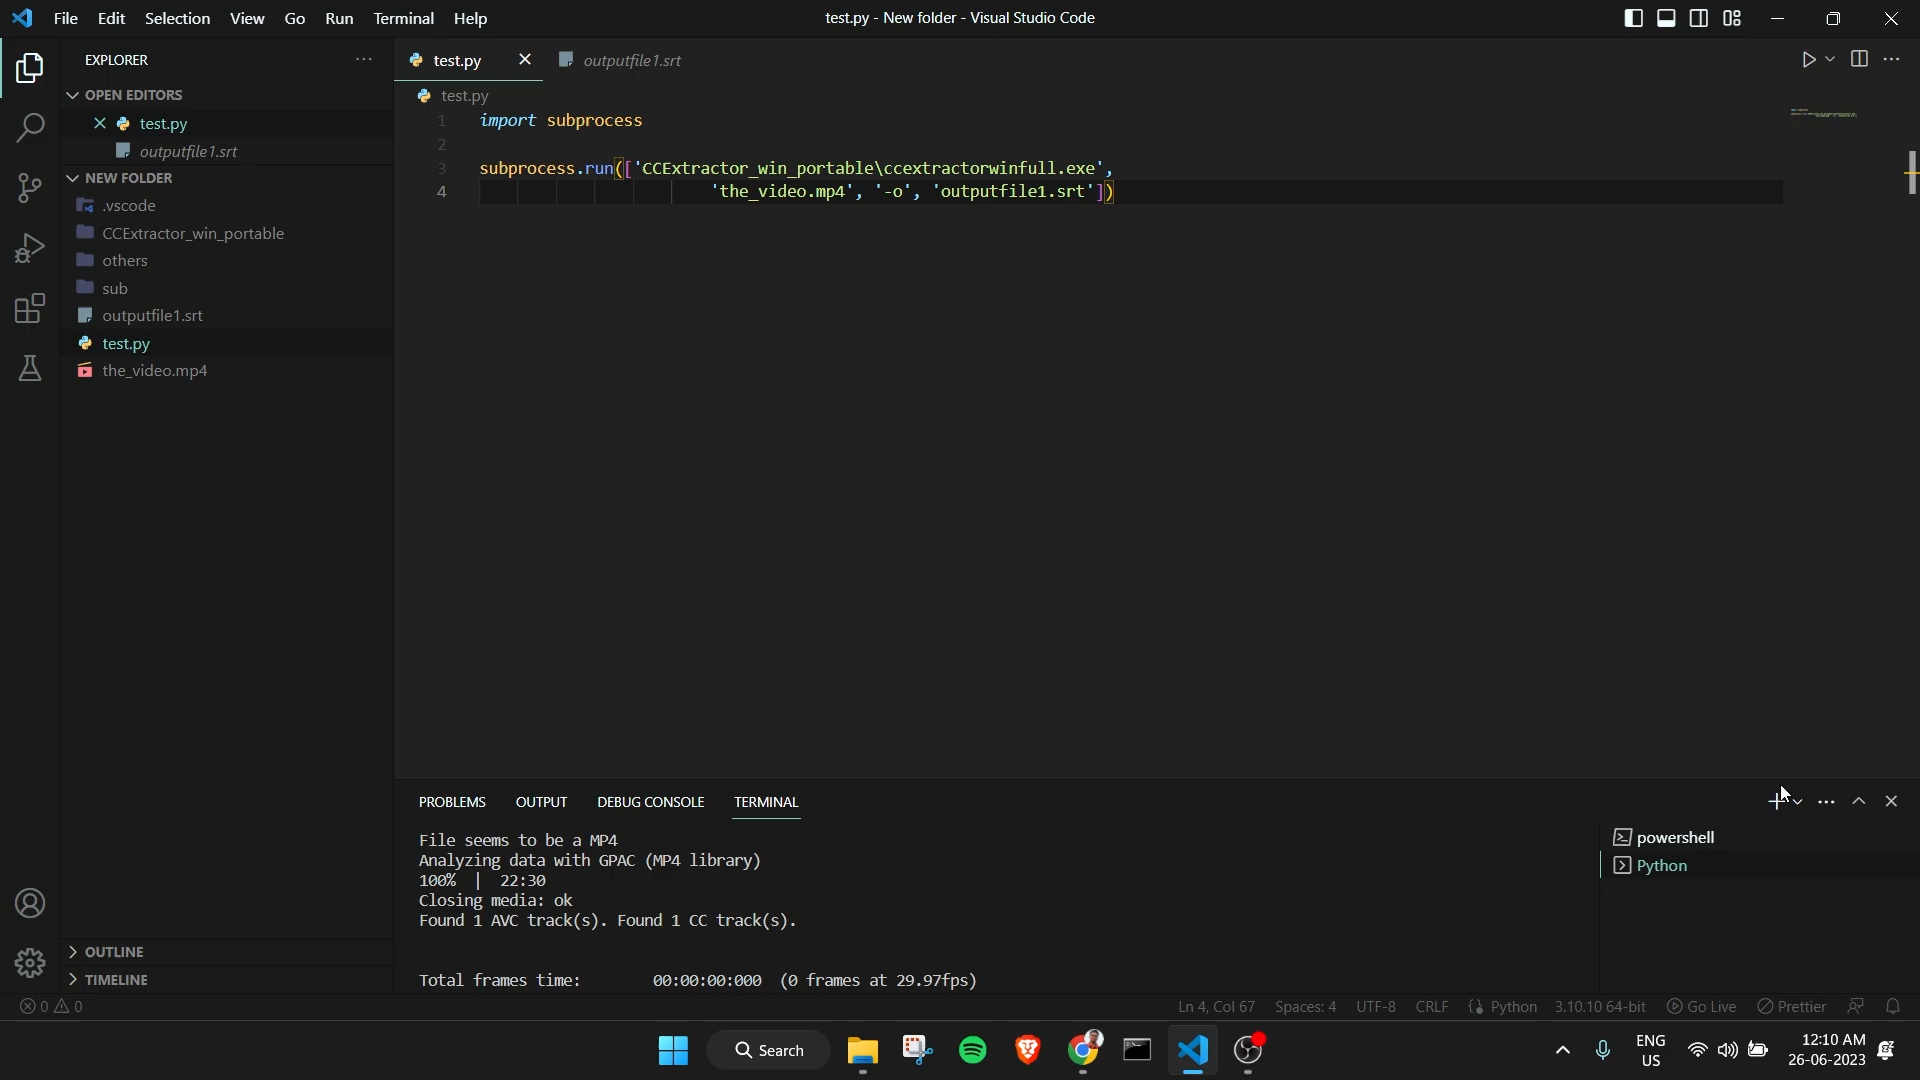 File Edit Selection View Go Run Terminal Help
test.py - New folder - Visual Studio Code
EXPLORER
OPEN EDITORS
test.py
outputfile1.srt
NEW FOLDER
.vscode
CCExtractor_win_portable
others
sub
outputfile1.srt
test.py
the_video.mp4
OUTLINE
TIMELINE
test.py
outputfile1.srt
test.py
1 import subprocess
2
3 subprocess.run(['CCExtractor_win_portable\ccextractorwinfull.exe',
4 'the_video.mp4', '-o', 'outputfile1.srt'])
PROBLEMS OUTPUT DEBUG CONSOLE TERMINAL
File seems to be a MP4
Analyzing data with GPAC (MP4 library)
100% | 22:30
Closing media: ok
Found 1 AVC track(s). Found 1 CC track(s).
Total frames time: 00:00:00:000 (0 frames at 29.97fps)
powershell
Python
0 0
Ln 4, Col 67 Spaces: 4 UTF-8 CRLF Python 3.10.10 64-bit Go Live Prettier
Search
ENG
US
12:10 AM
26-06-2023